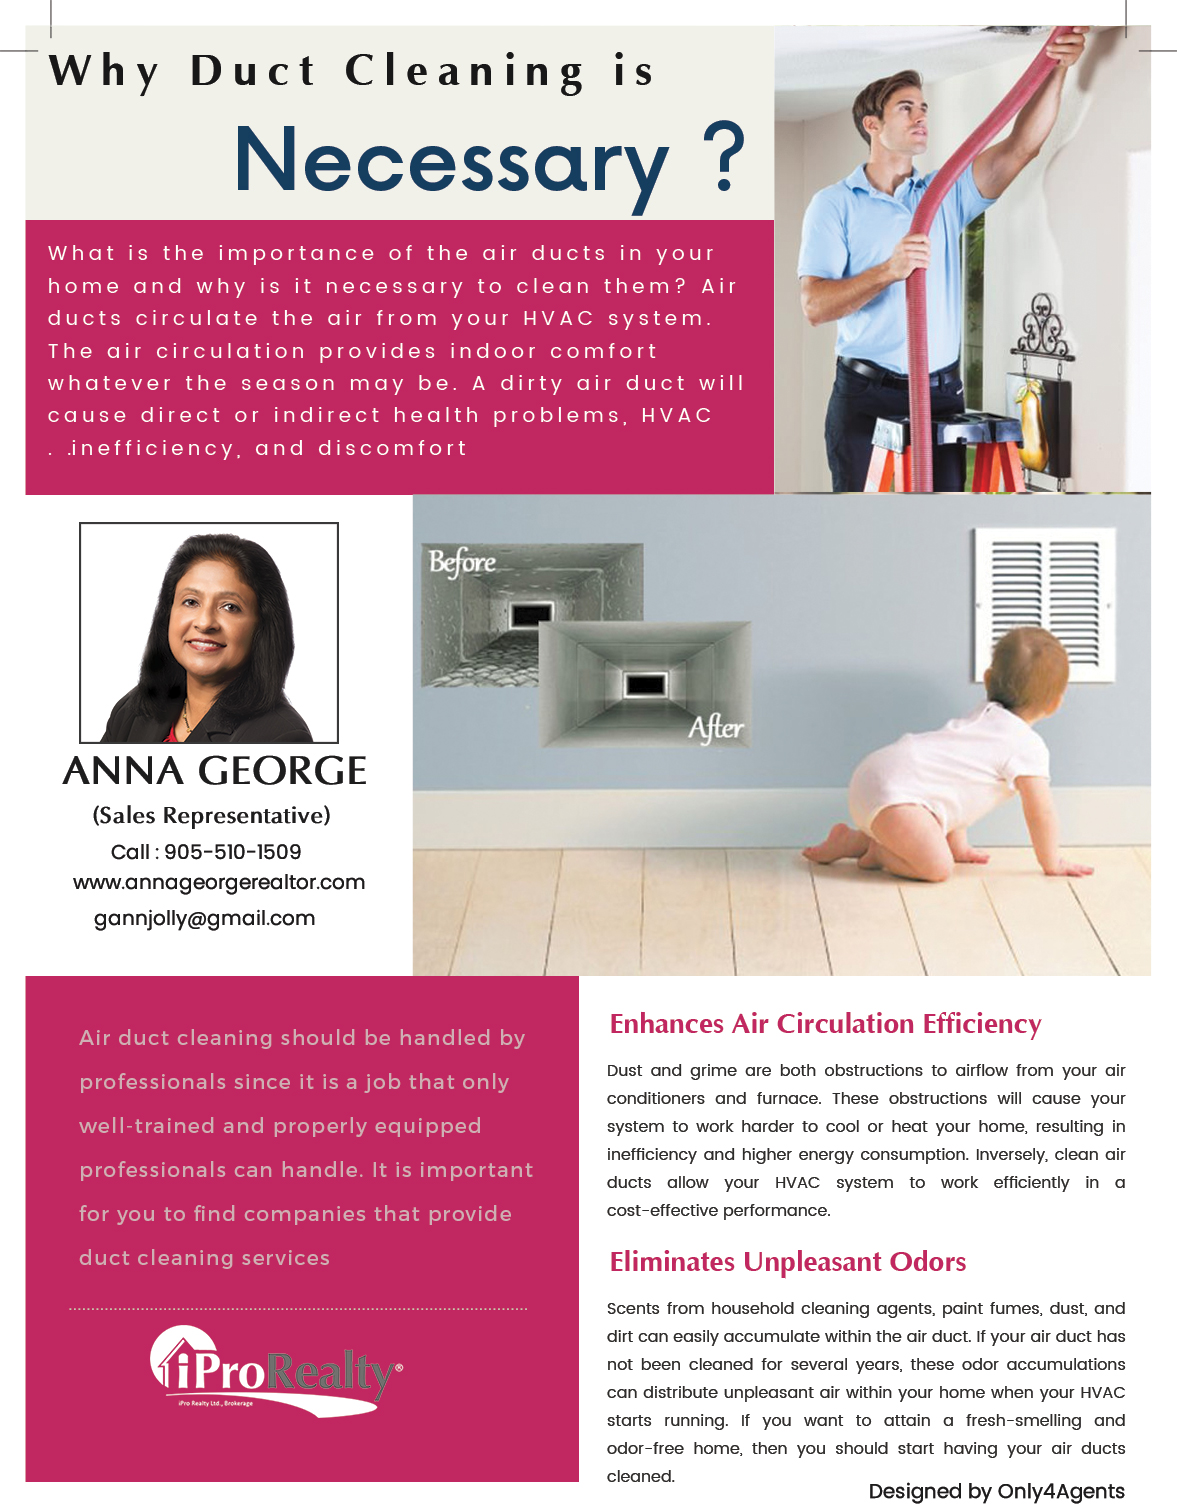 Why Duct Cleaning is
Necessary ?
What is the importance of the air ducts in your
home and why is it necessary to clean them? Air
ducts circulate the air from your HVAC system.
The air circulation provides indoor comfort
whatever the season may be. A dirty air duct will
cause direct or indirect health problems, HVAC
. .inefficiency, and discomfort
Before
After
ANNA GEORGE
(Sales Representative)
Call : 905-510-1509
www.annageorgerealtor.com
gannjolly@gmail.com
Air duct cleaning should be handled by
professionals since it is a job that only
well-trained and properly equipped
professionals can handle. It is important
for you to find companies that provide
duct cleaning services
iProRealty®
iPro Realty Ltd., Brokerage
Enhances Air Circulation Efficiency
Dust and grime are both obstructions to airflow from your air
conditioners and furnace. These obstructions will cause your
system to work harder to cool or heat your home, resulting in
inefficiency and higher energy consumption. Inversely, clean air
ducts allow your HVAC system to work efficiently in a
cost-effective performance.
Eliminates Unpleasant Odors
Scents from household cleaning agents, paint fumes, dust, and
dirt can easily accumulate within the air duct. If your air duct has
not been cleaned for several years, these odor accumulations
can distribute unpleasant air within your home when your HVAC
starts running. If you want to attain a fresh-smelling and
odor-free home, then you should start having your air ducts
cleaned.
Designed by Only4Agents